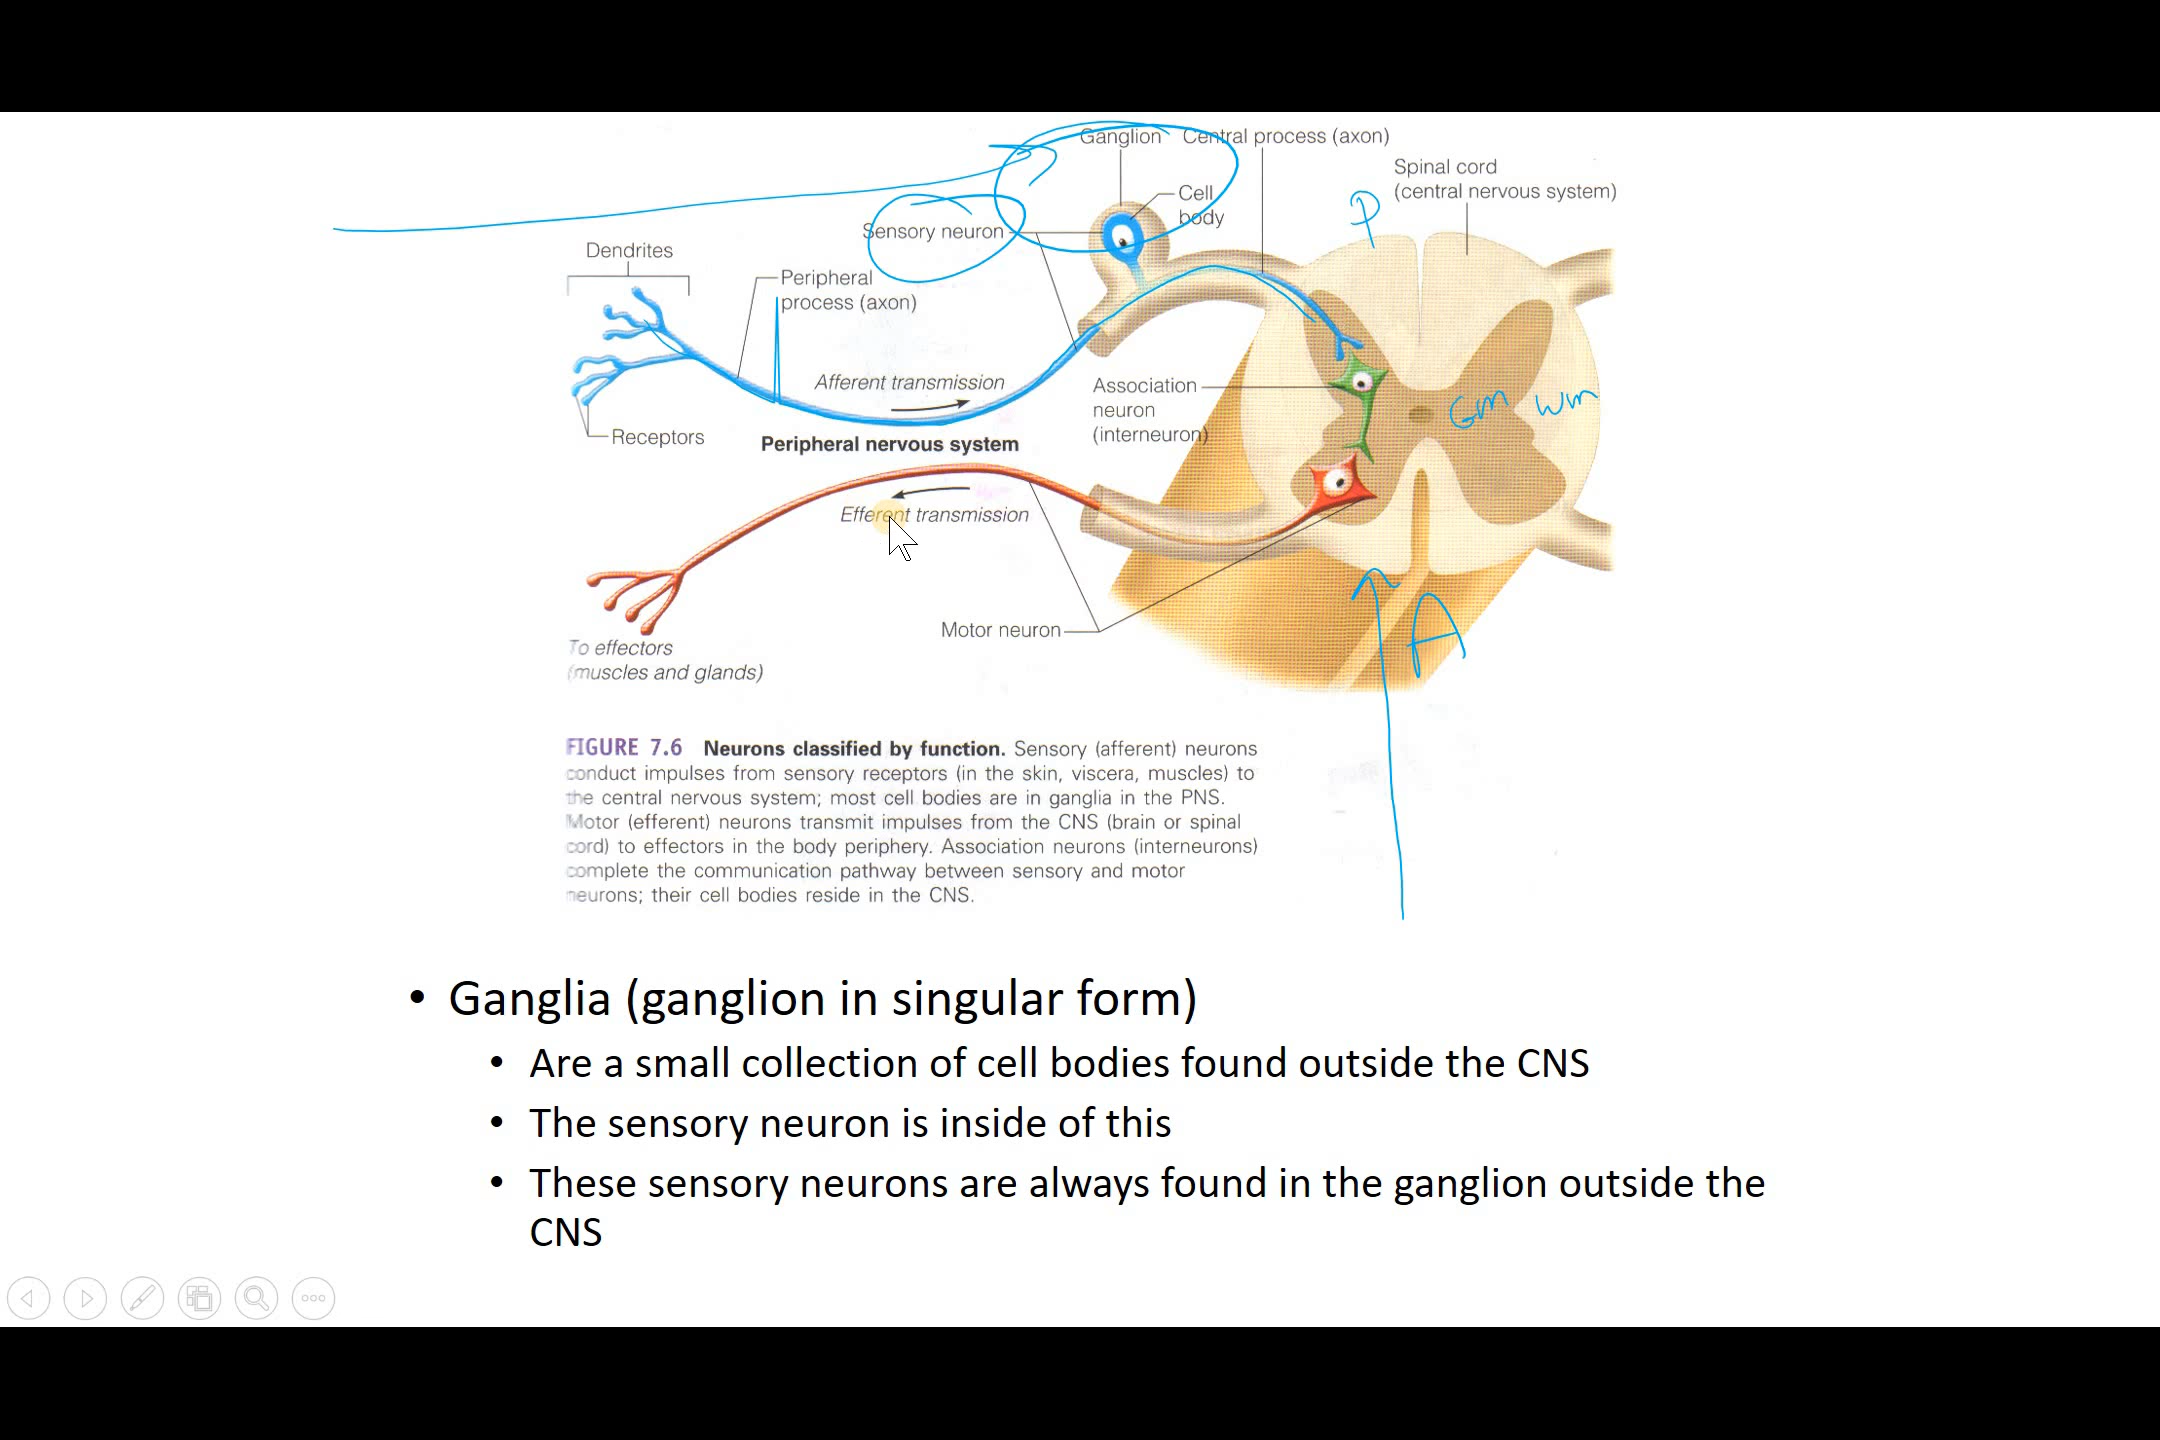 Ganglion
Central process (axon)
Spinal cord
(central nervous system)
P
Cell
body
Sensory neuron
Dendrites
Peripheral
process (axon)
Afferent transmission
Association
neuron
(interneuron)
Gm wm
Receptors
Peripheral nervous system
Efferent transmission
Motor neuron
A
To effectors
(muscles and glands)
FIGURE 7.6 Neurons classified by function. Sensory (afferent) neurons
conduct impulses from sensory receptors (in the skin, viscera, muscles) to
the central nervous system; most cell bodies are in ganglia in the PNS.
Motor (efferent) neurons transmit impulses from the CNS (brain or spinal
cord) to effectors in the body periphery. Association neurons (interneurons)
complete the communication pathway between sensory and motor
neurons; their cell bodies reside in the CNS.
• Ganglia (ganglion in singular form)
• Are a small collection of cell bodies found outside the CNS
• The sensory neuron is inside of this
• These sensory neurons are always found in the ganglion outside the
CNS